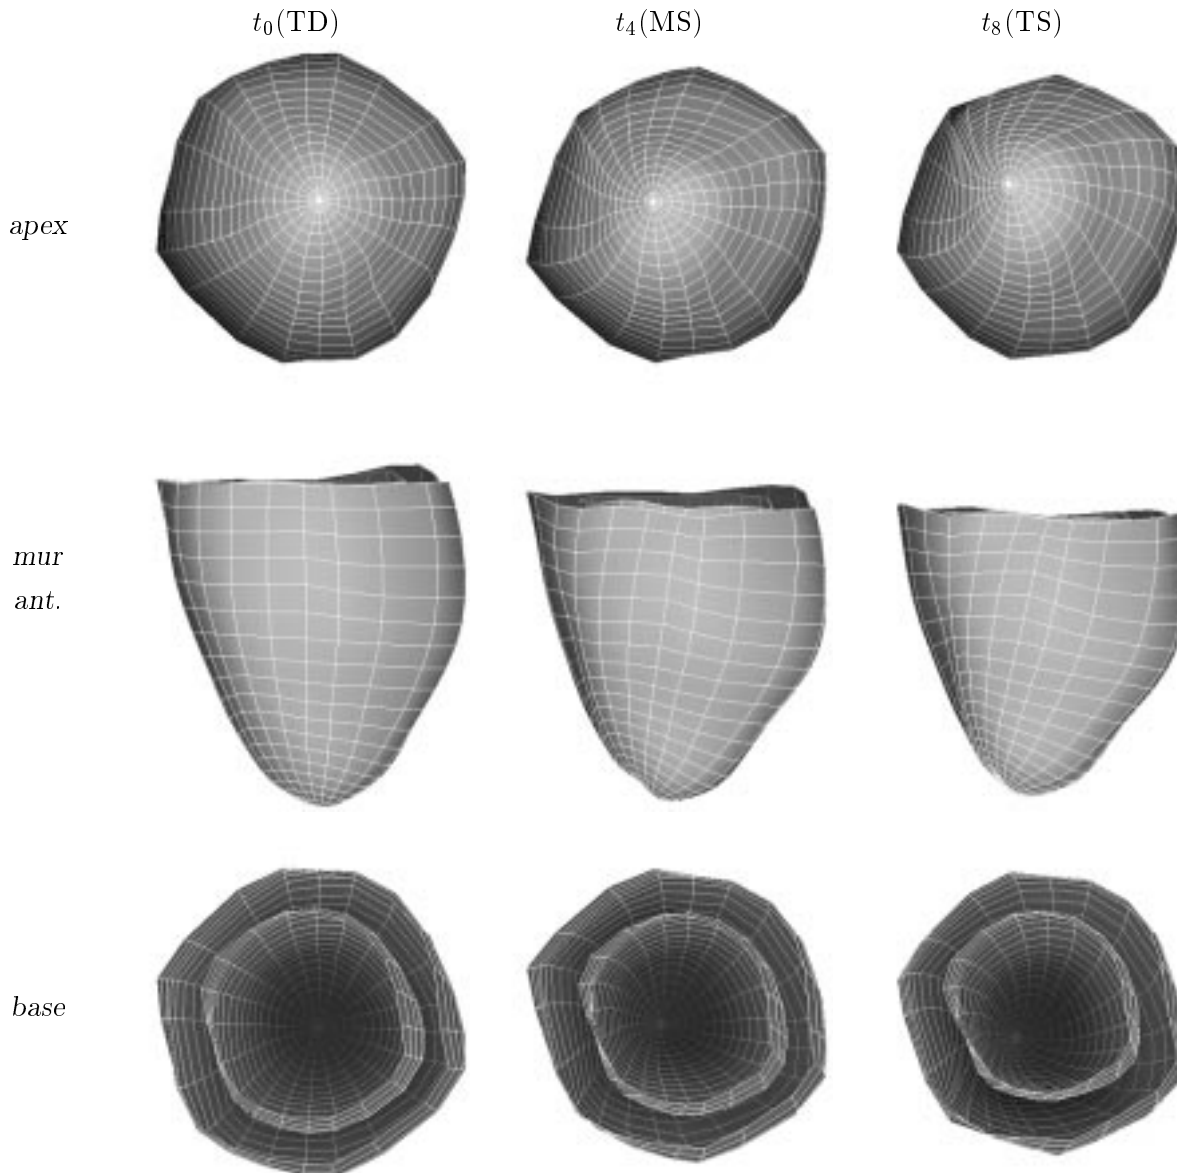 t₀(TD) t₄(MS) t₈(TS)
apex
mur
ant.
base